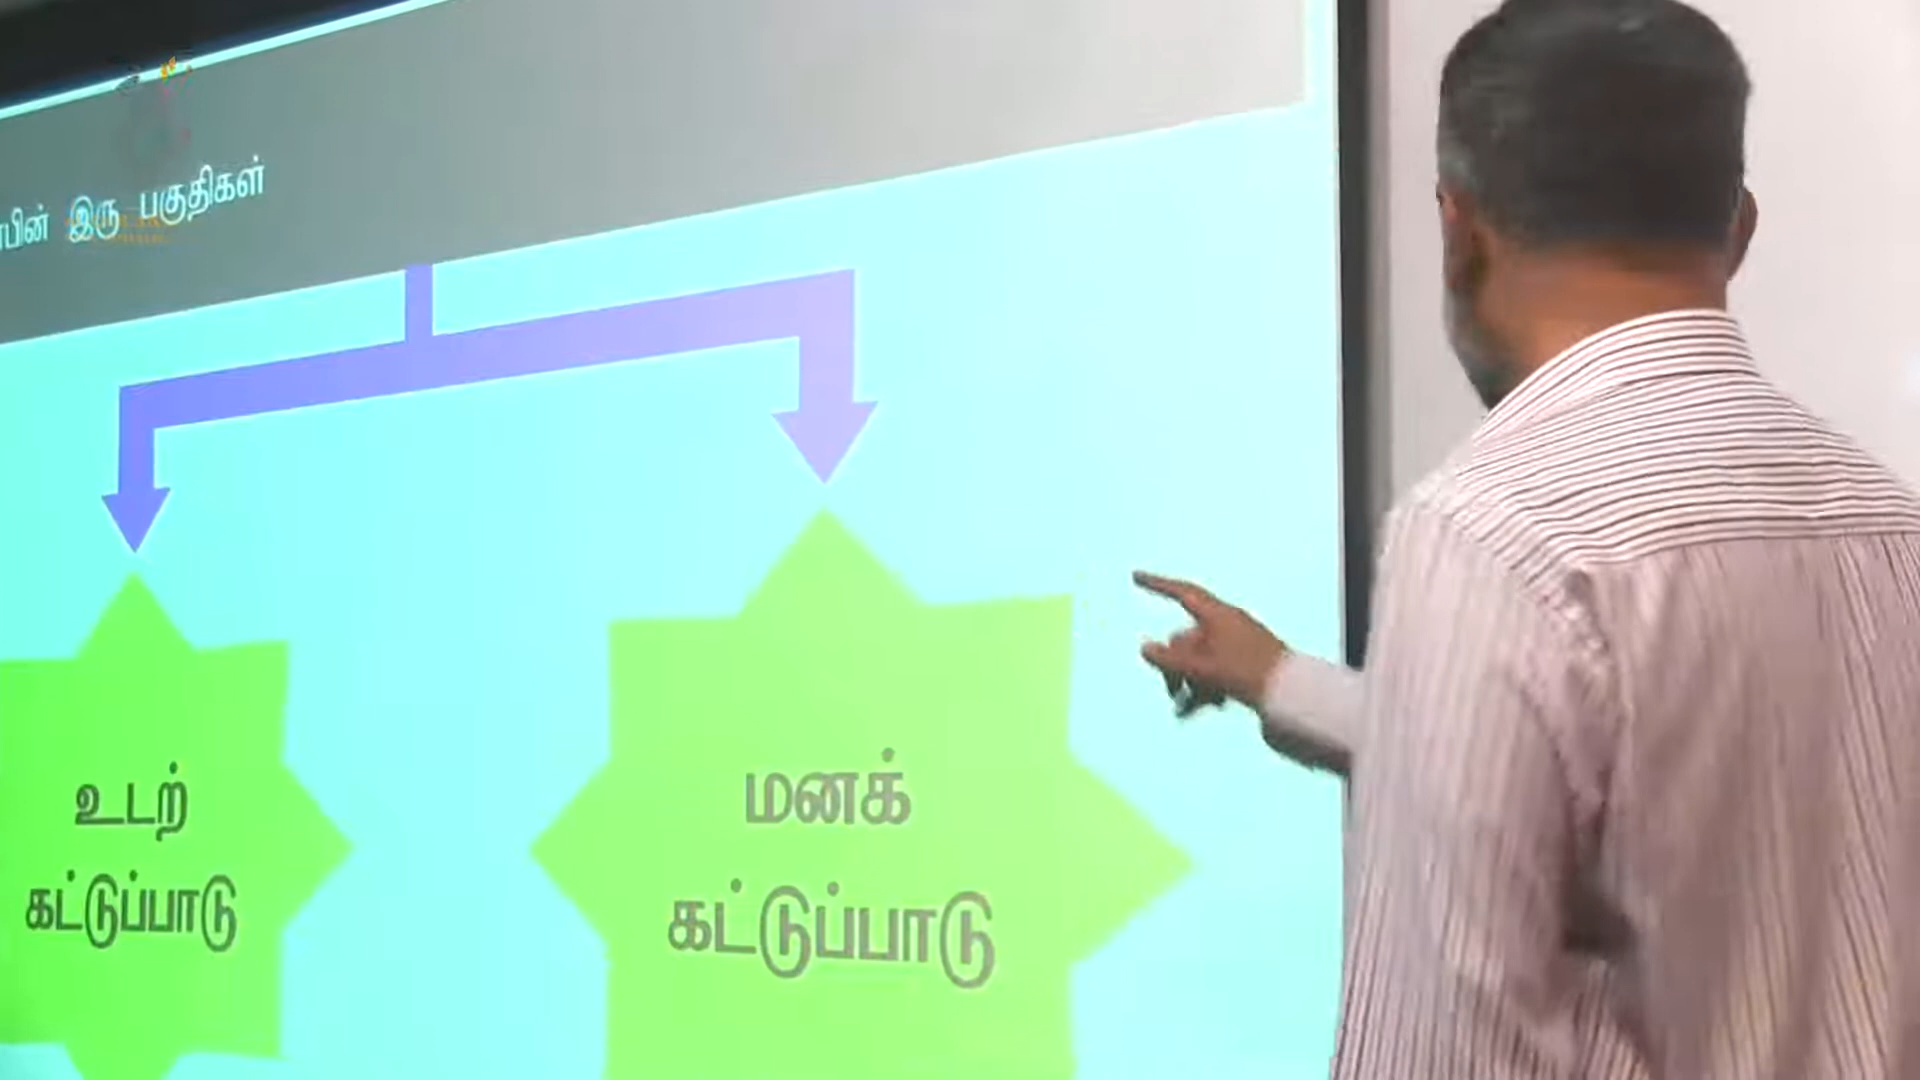 இரு பகுதிகள்
உடற்
கட்டுப்பாடு
மனக்
கட்டுப்பாடு